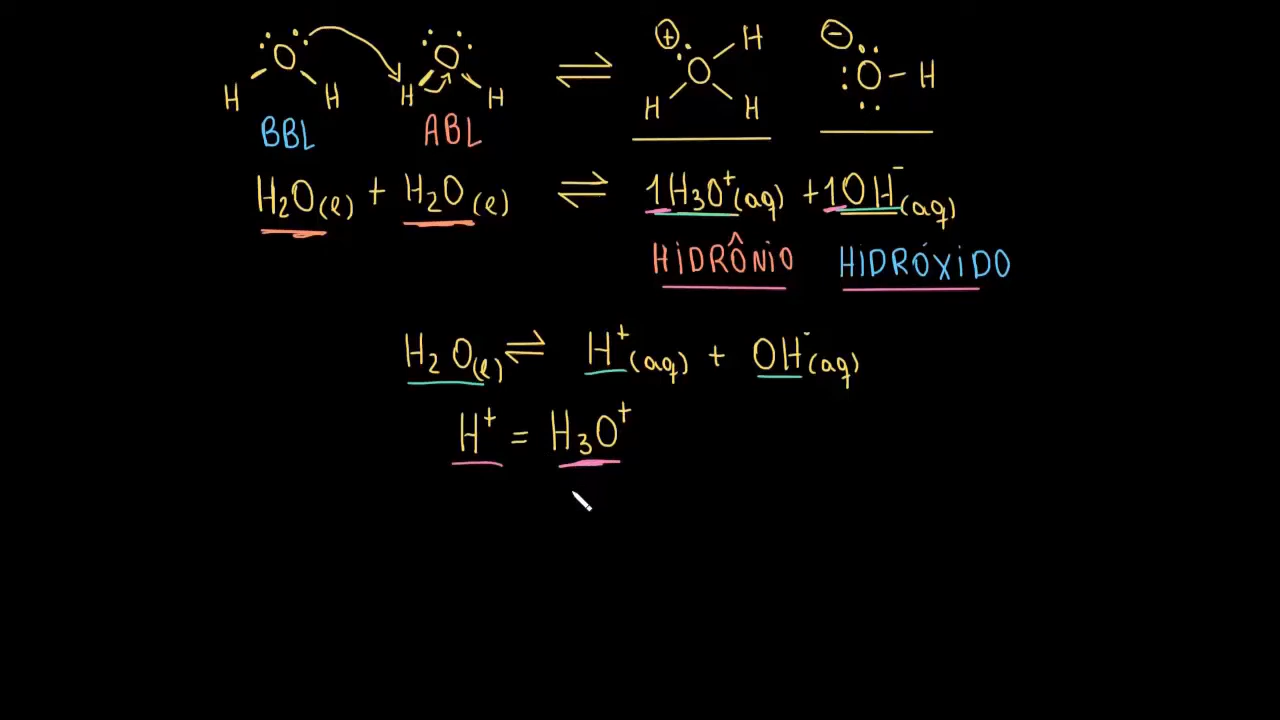 O O ⇌ ⊕ O H ⊖ O – H
H H H H H H
BBL ABL
H₂O(l) + H₂O(l) ⇌ 1H₃O⁺(aq) + 1OH⁻(aq)
HiDRÔNiO HiDRÓXiDO
H₂O(l) ⇌ H⁺(aq) + OH⁻(aq)
H⁺ = H₃O⁺